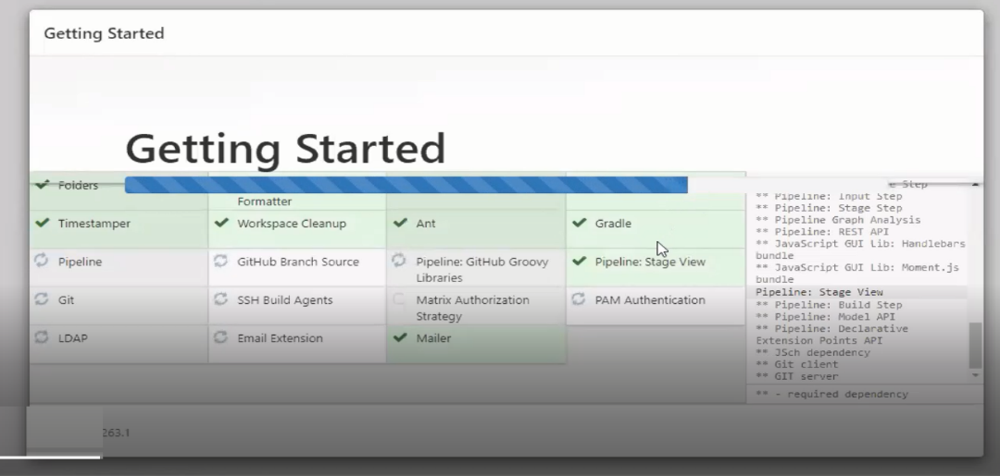 Getting Started
Getting Started
Folders
Formatter
Timestamper
Workspace Cleanup
Ant
Gradle
Pipeline
GitHub Branch Source
Pipeline: GitHub Groovy
Libraries
Pipeline: Stage View
Git
SSH Build Agents
Matrix Authorization
Strategy
PAM Authentication
LDAP
Email Extension
Mailer
e Step
** Pipeline: Input Step
** Pipeline: Stage Step
** Pipeline Graph Analysis
** Pipeline: REST API
** JavaScript GUI Lib: Handlebars
bundle
** JavaScript GUI Lib: Moment.js
bundle
Pipeline: Stage View
** Pipeline: Build Step
** Pipeline: Model API
** Pipeline: Declarative
Extension Points API
** JSch dependency
** Git client
** GIT server
** - required dependency
263.1